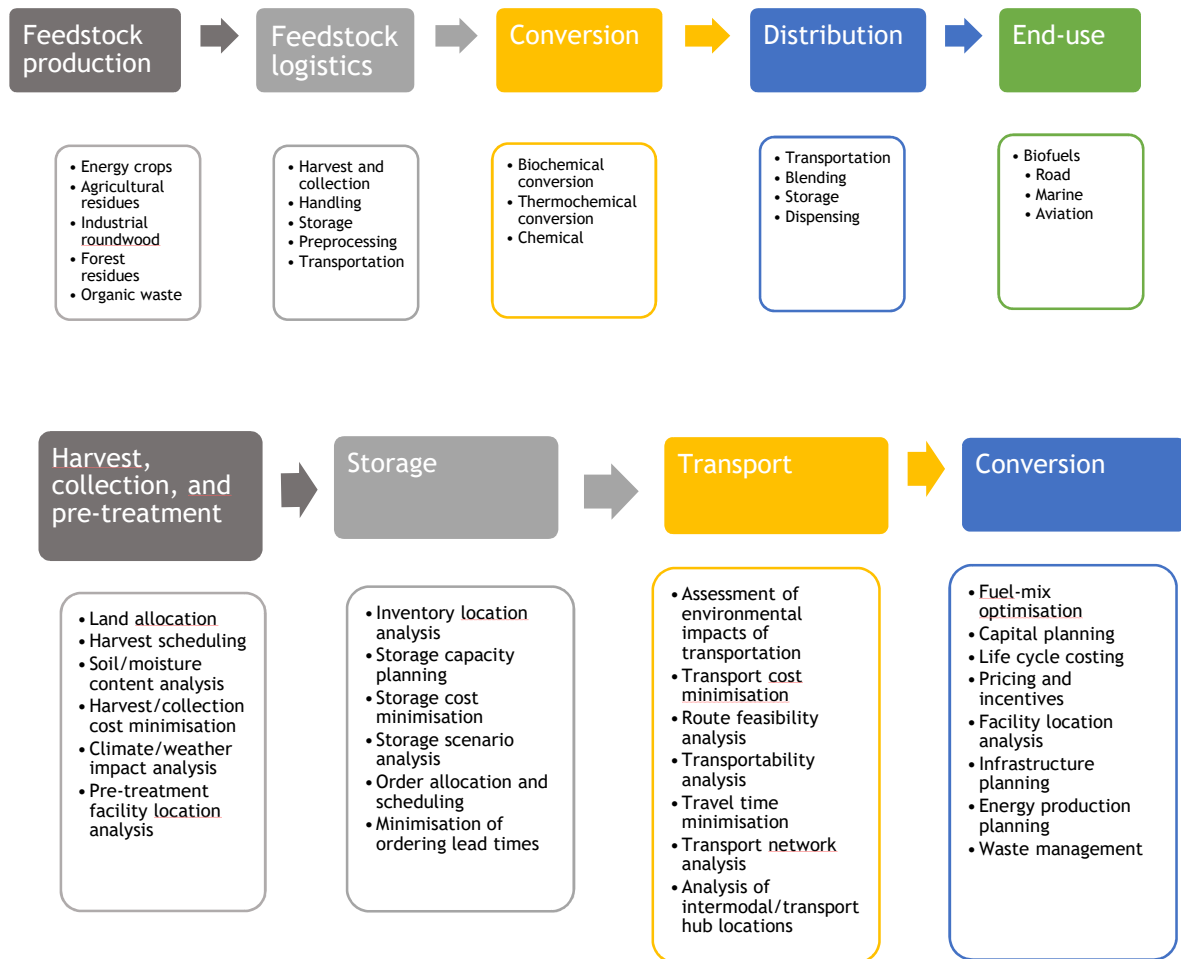 Feedstock
production
Feedstock
logistics
Conversion
Distribution
End-use
• Energy crops
• Agricultural
residues
• Industrial
roundwood
• Forest
residues
• Organic waste
• Harvest and
collection
• Handling
• Storage
• Preprocessing
• Transportation
• Biochemical
conversion
• Thermochemical
conversion
• Chemical
• Transportation
• Blending
• Storage
• Dispensing
• Biofuels
• Road
• Marine
• Aviation
Harvest,
collection, and
pre-treatment
Storage
Transport
Conversion
• Land allocation
• Harvest scheduling
• Soil/moisture
content analysis
• Harvest/collection
cost minimisation
• Climate/weather
impact analysis
• Pre-treatment
facility location
analysis
• Inventory location
analysis
• Storage capacity
planning
• Storage cost
minimisation
• Storage scenario
analysis
• Order allocation and
scheduling
• Minimisation of
ordering lead times
• Assessment of
environmental
impacts of
transportation
• Transport cost
minimisation
• Route feasibility
analysis
• Transportability
analysis
• Travel time
minimisation
• Transport network
analysis
• Analysis of
intermodal/transport
hub locations
• Fuel-mix
optimisation
• Capital planning
• Life cycle costing
• Pricing and
incentives
• Facility location
analysis
• Infrastructure
planning
• Energy production
planning
• Waste management